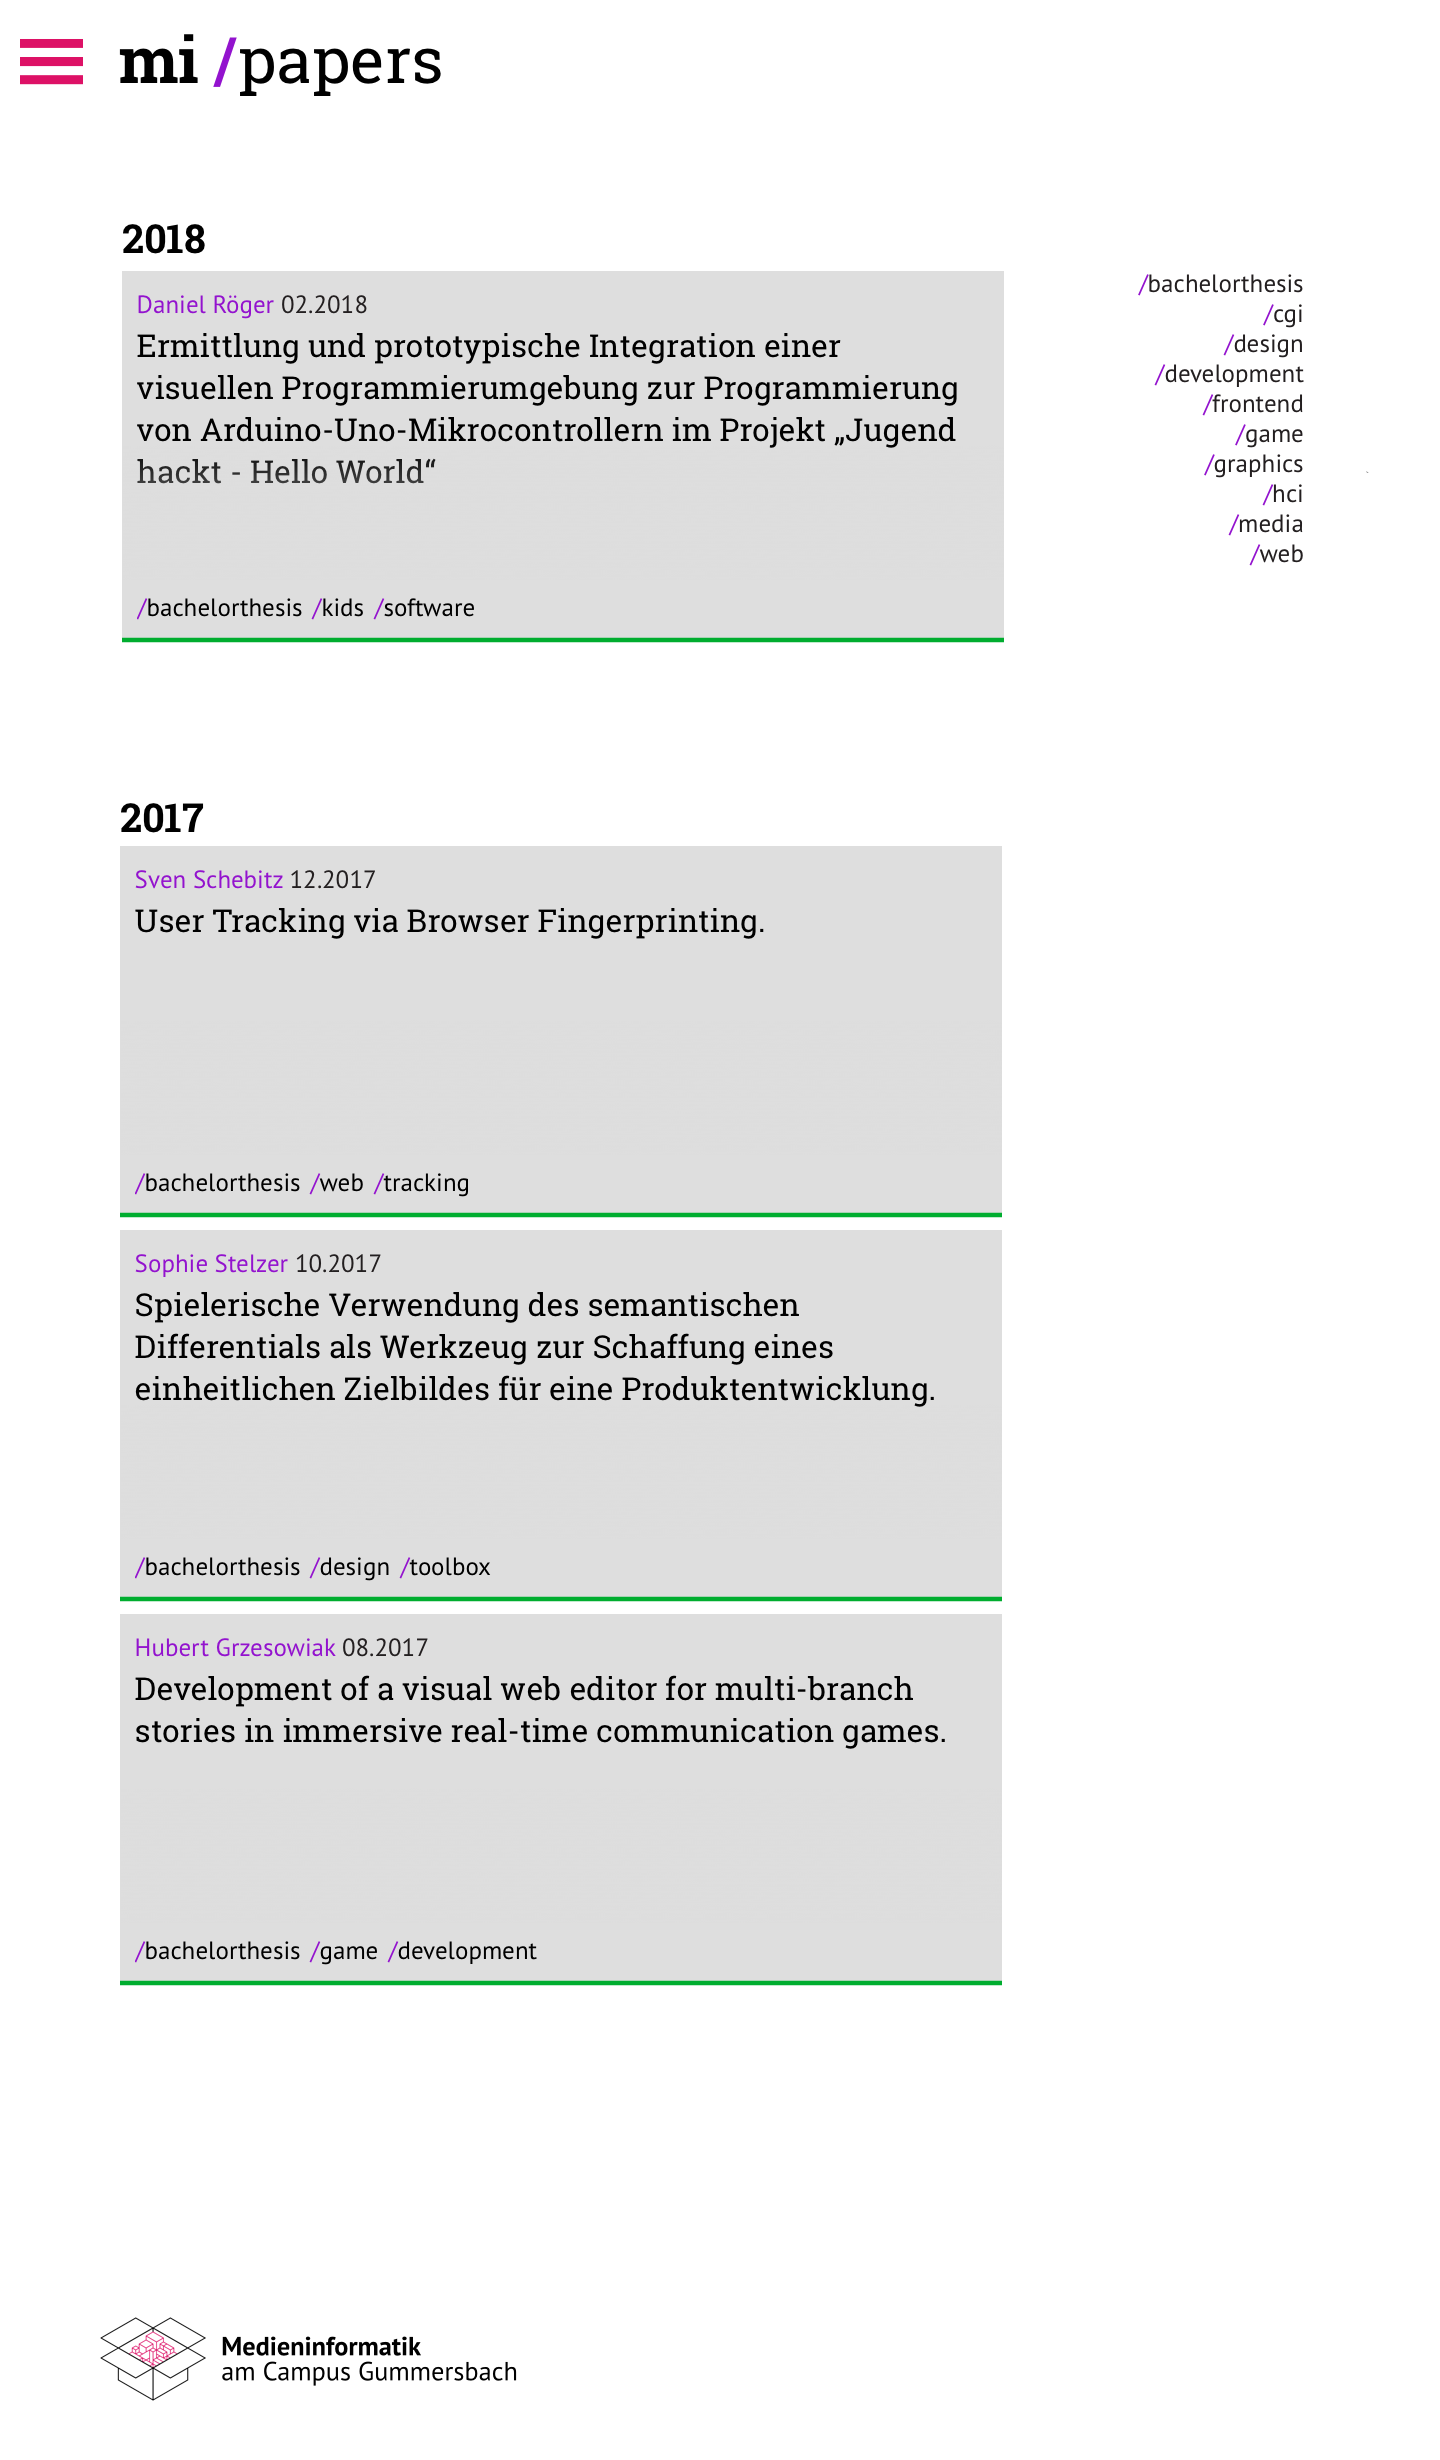 mi /papers
2018
Daniel Röger 02.2018
Ermittlung und prototypische Integration einer
visuellen Programmierumgebung zur Programmierung
von Arduino-Uno-Mikrocontrollern im Projekt „Jugend
hackt - Hello World“
/bachelorthesis /kids /software
/bachelorthesis
/cgi
/design
/development
/frontend
/game
/graphics
/hci
/media
/web
2017
Sven Schebitz 12.2017
User Tracking via Browser Fingerprinting.
/bachelorthesis /web /tracking
Sophie Stelzer 10.2017
Spielerische Verwendung des semantischen
Differentials als Werkzeug zur Schaffung eines
einheitlichen Zielbildes für eine Produktentwicklung.
/bachelorthesis /design /toolbox
Hubert Grzesowiak 08.2017
Development of a visual web editor for multi-branch
stories in immersive real-time communication games.
/bachelorthesis /game /development
Medieninformatik
am Campus Gummersbach